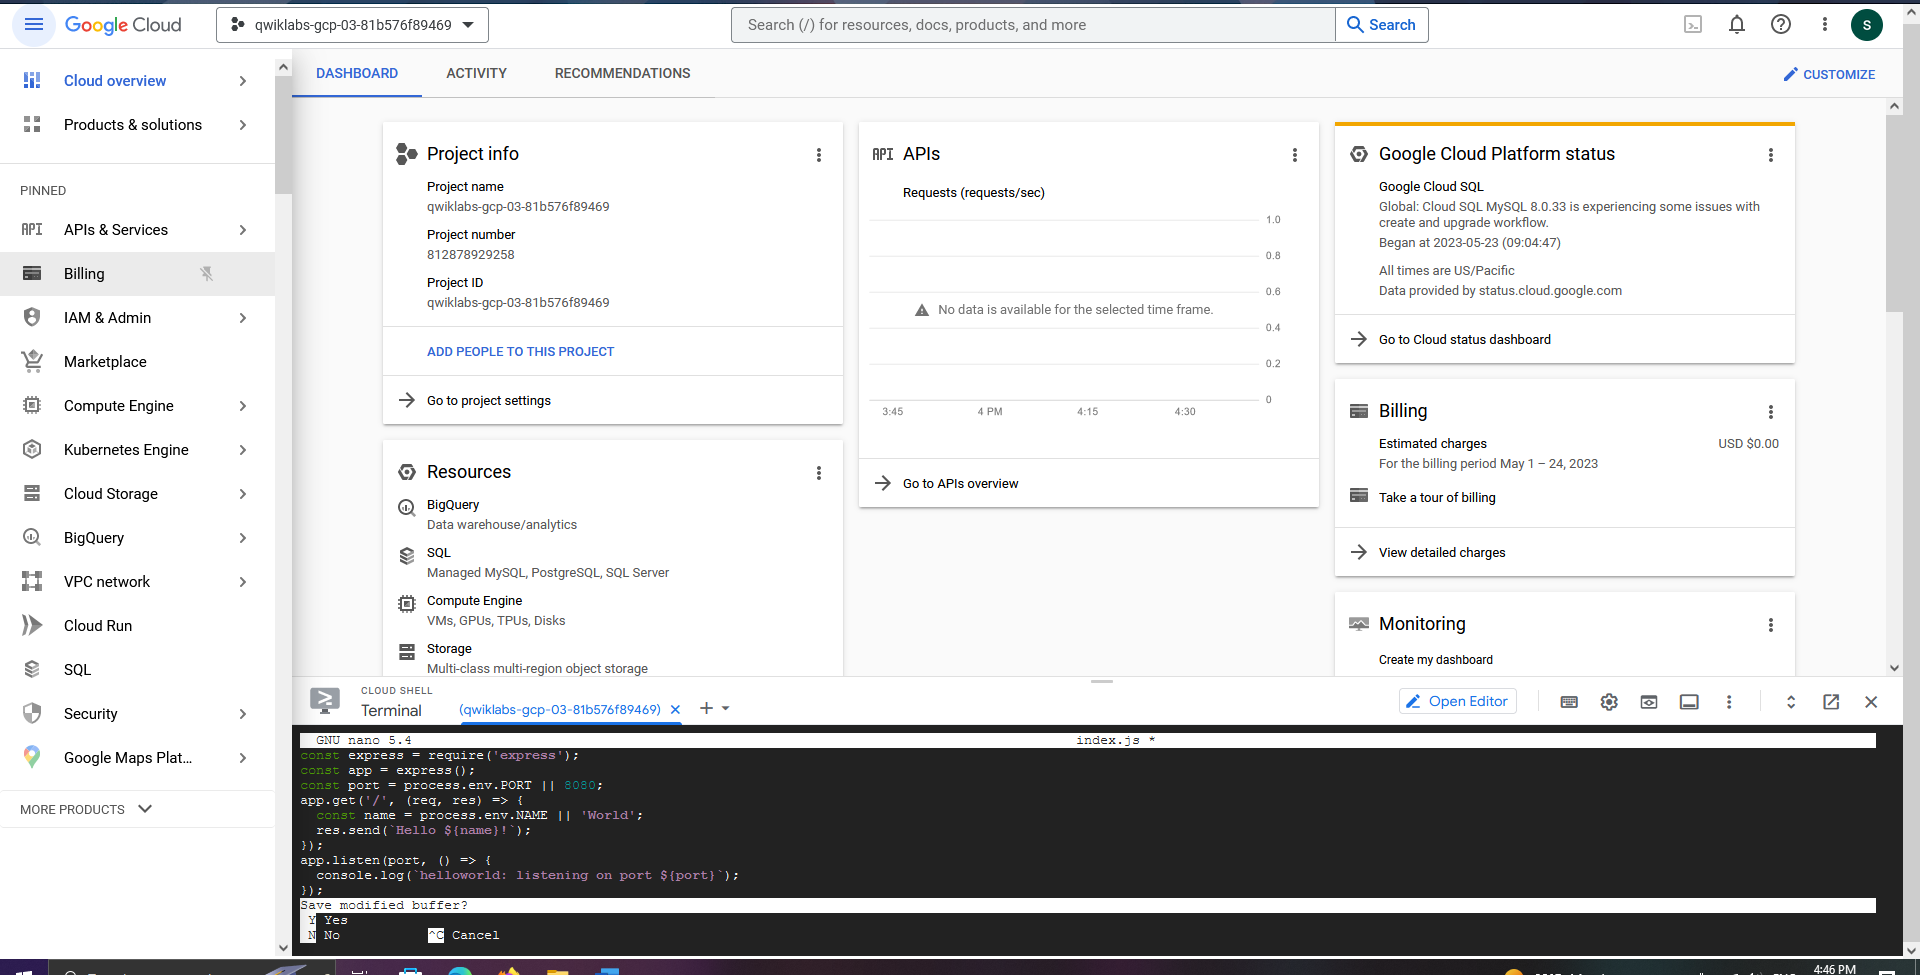 Google Cloud
qwiklabs-gcp-03-81b576f89469
Search (/) for resources, docs, products, and more
Search
S
Cloud overview
Products & solutions
PINNED
API APIs & Services
Billing
IAM & Admin
Marketplace
Compute Engine
Kubernetes Engine
Cloud Storage
BigQuery
VPC network
Cloud Run
SQL
Security
Google Maps Plat...
MORE PRODUCTS
DASHBOARD
ACTIVITY
RECOMMENDATIONS
CUSTOMIZE
Project info
Project name
qwiklabs-gcp-03-81b576f89469
Project number
812878929258
Project ID
qwiklabs-gcp-03-81b576f89469
ADD PEOPLE TO THIS PROJECT
Go to project settings
Resources
BigQuery
Data warehouse/analytics
SQL
Managed MySQL, PostgreSQL, SQL Server
Compute Engine
VMs, GPUs, TPUs, Disks
Storage
Multi-class multi-region object storage
API APIs
Requests (requests/sec)
1.0
0.8
0.6
No data is available for the selected time frame.
0.4
0.2
0
3:45
4 PM
4:15
4:30
Go to APIs overview
Google Cloud Platform status
Google Cloud SQL
Global: Cloud SQL MySQL 8.0.33 is experiencing some issues with
create and upgrade workflow.
Began at 2023-05-23 (09:04:47)
All times are US/Pacific
Data provided by status.cloud.google.com
Go to Cloud status dashboard
Billing
Estimated charges
USD $0.00
For the billing period May 1 – 24, 2023
Take a tour of billing
View detailed charges
Monitoring
Create my dashboard
CLOUD SHELL
Terminal
(qwiklabs-gcp-03-81b576f89469)
Open Editor
GNU nano 5.4
index.js *
const express = require('express');
const app = express();
const port = process.env.PORT || 8080;
app.get('/', (req, res) => {
  const name = process.env.NAME || 'World';
  res.send(`Hello ${name}!`);
});
app.listen(port, () => {
  console.log(`helloworld: listening on port ${port}`);
});
Save modified buffer?
Y Yes
N No
^C Cancel
4:46 PM